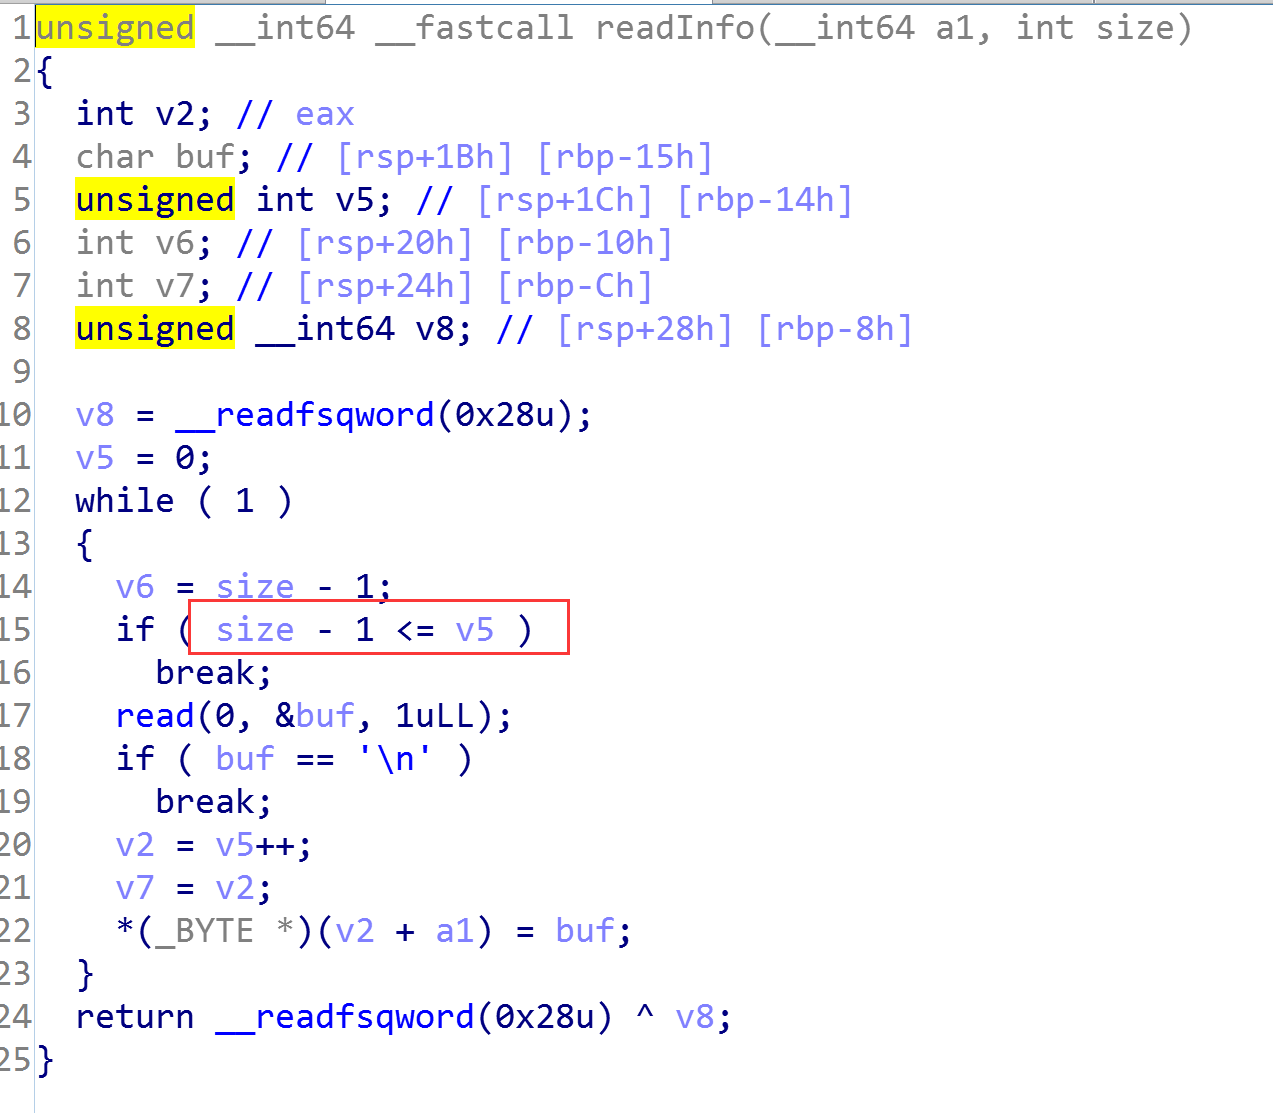 1 unsigned __int64 __fastcall readInfo(__int64 a1, int size)
2 {
3   int v2; // eax
4   char buf; // [rsp+1Bh] [rbp-15h]
5   unsigned int v5; // [rsp+1Ch] [rbp-14h]
6   int v6; // [rsp+20h] [rbp-10h]
7   int v7; // [rsp+24h] [rbp-Ch]
8   unsigned __int64 v8; // [rsp+28h] [rbp-8h]
9
10   v8 = __readfsqword(0x28u);
11   v5 = 0;
12   while ( 1 )
13   {
14     v6 = size - 1;
15     if ( size - 1 <= v5 )
16       break;
17     read(0, &buf, 1uLL);
18     if ( buf == '\n' )
19       break;
20     v2 = v5++;
21     v7 = v2;
22     *(_BYTE *)(v2 + a1) = buf;
23   }
24   return __readfsqword(0x28u) ^ v8;
25 }